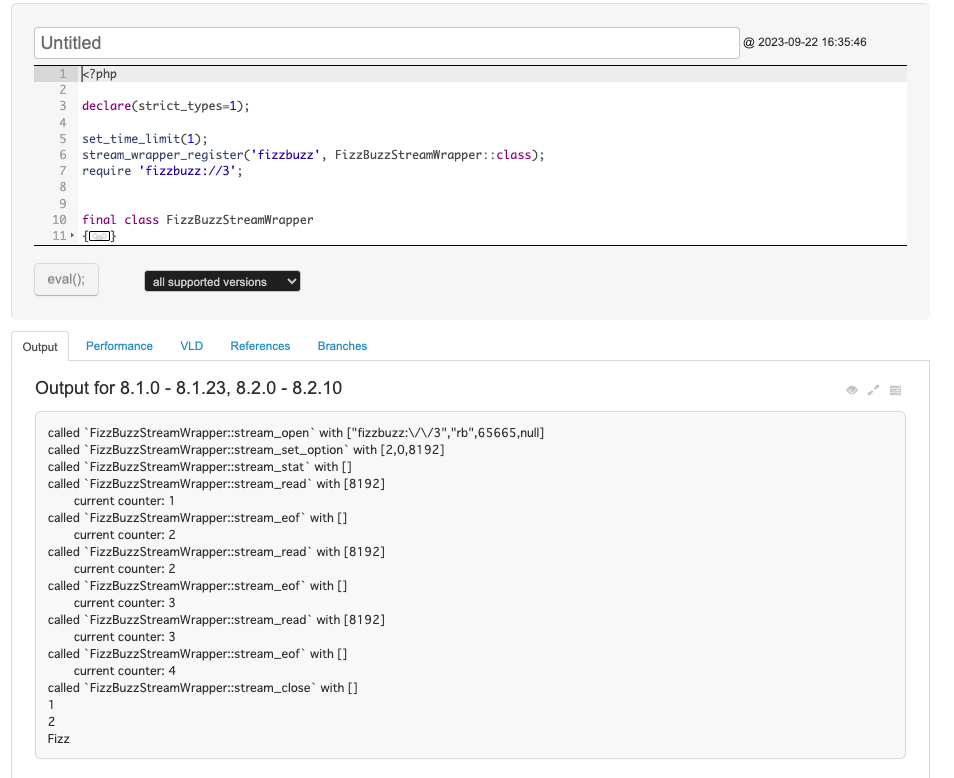 Untitled
@ 2023-09-22 16:35:46
1 <?php
2
3 declare(strict_types=1);
4
5 set_time_limit(1);
6 stream_wrapper_register('fizzbuzz', FizzBuzzStreamWrapper::class);
7 require 'fizzbuzz://3';
8
9
10 final class FizzBuzzStreamWrapper
11 {}
eval();
all supported versions
Output Performance VLD References Branches
Output for 8.1.0 - 8.1.23, 8.2.0 - 8.2.10
called `FizzBuzzStreamWrapper::stream_open` with ["fizzbuzz:\/\/3","rb",65665,null]
called `FizzBuzzStreamWrapper::stream_set_option` with [2,0,8192]
called `FizzBuzzStreamWrapper::stream_stat` with []
called `FizzBuzzStreamWrapper::stream_read` with [8192]
current counter: 1
called `FizzBuzzStreamWrapper::stream_eof` with []
current counter: 2
called `FizzBuzzStreamWrapper::stream_read` with [8192]
current counter: 2
called `FizzBuzzStreamWrapper::stream_eof` with []
current counter: 3
called `FizzBuzzStreamWrapper::stream_read` with [8192]
current counter: 3
called `FizzBuzzStreamWrapper::stream_eof` with []
current counter: 4
called `FizzBuzzStreamWrapper::stream_close` with []
1
2
Fizz